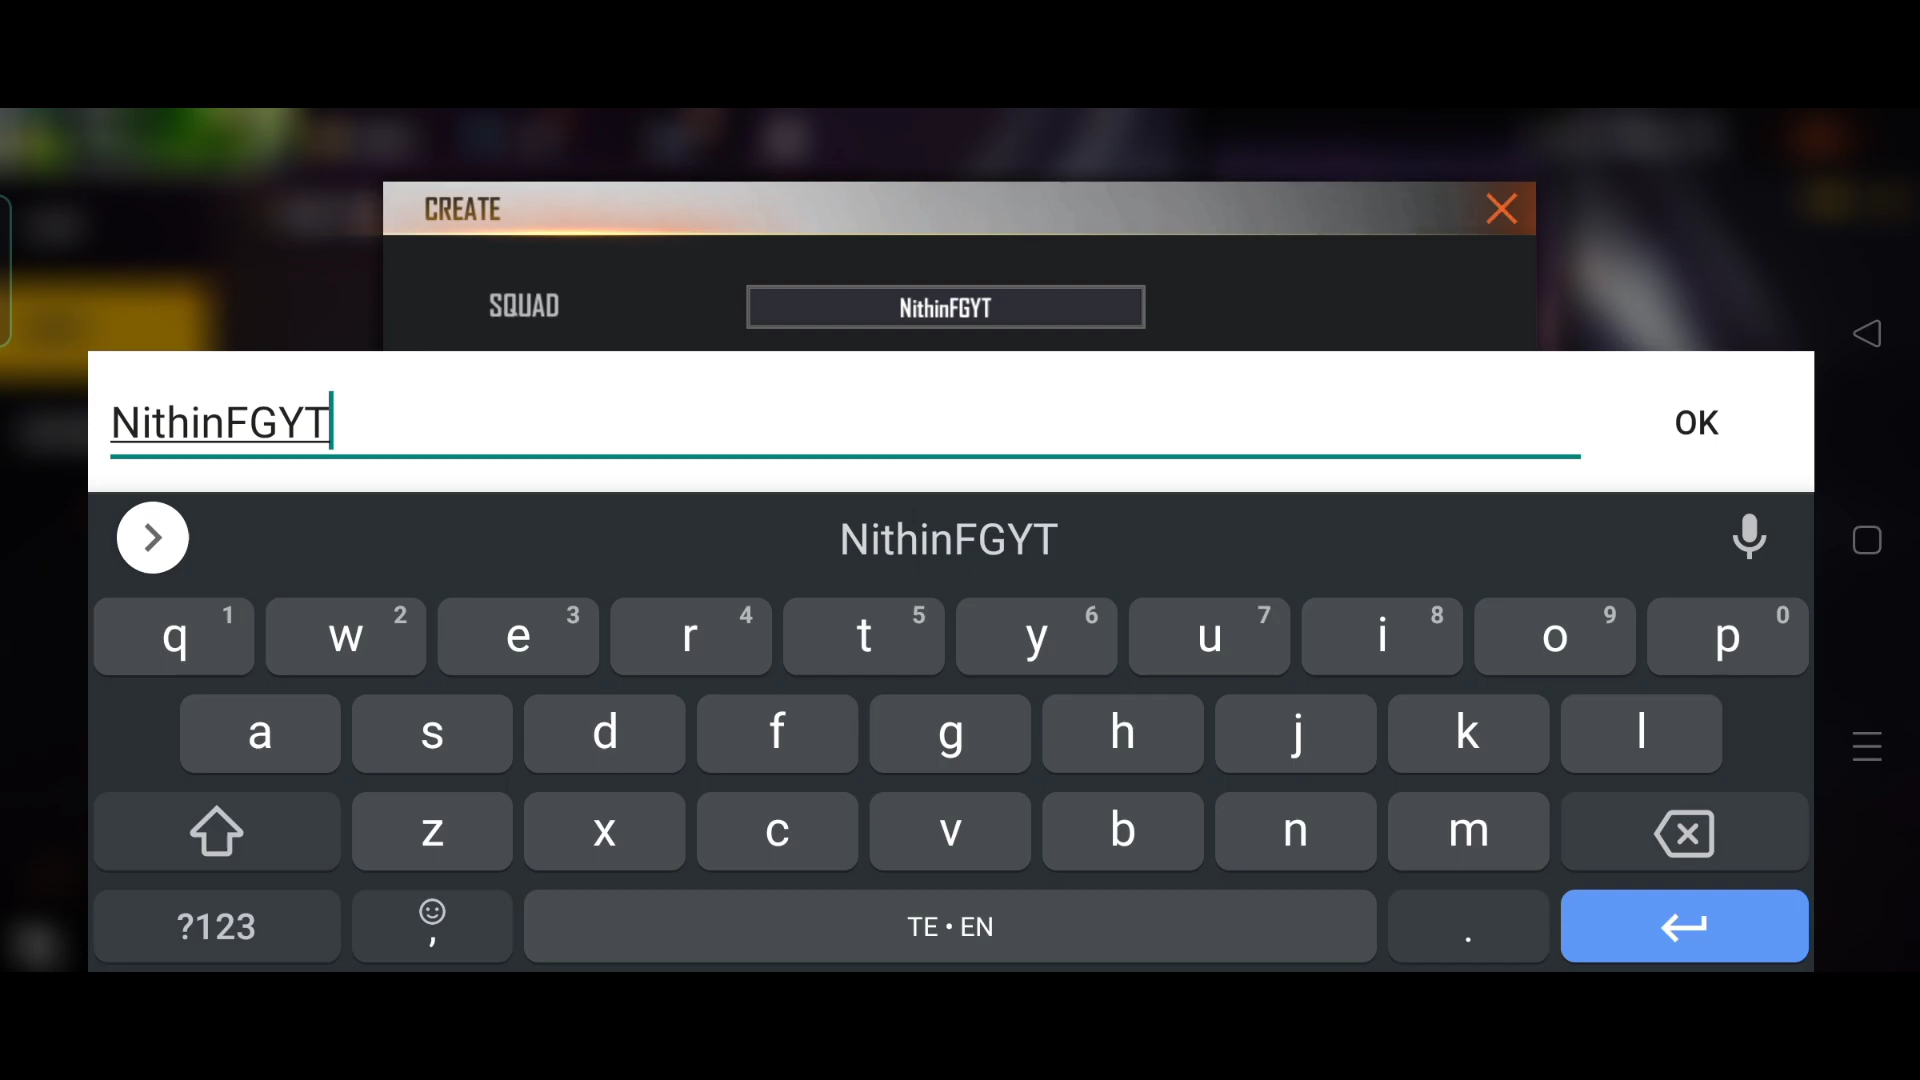 CREATE
SQUAD
NithinFGYT
NithinFGYT
OK
NithinFGYT
q 1 w 2 e 3 r 4 t 5 y 6 u 7 i 8 o 9 p 0
a s d f g h j k l
z x c v b n m
?123 , TE • EN .